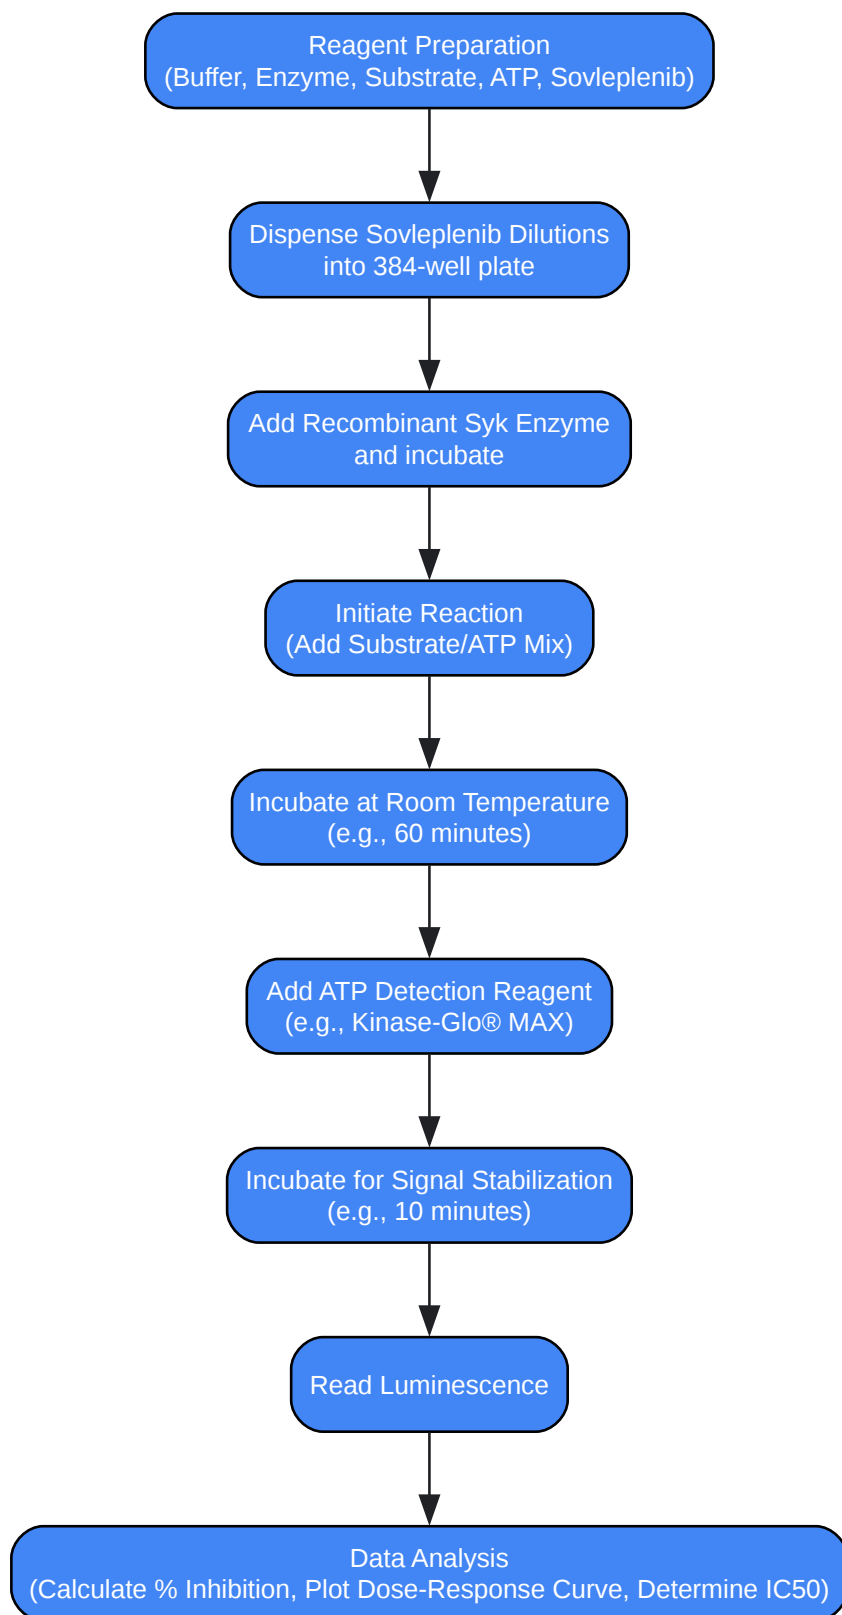 Reagent Preparation
(Buffer, Enzyme, Substrate, ATP, Sovleplenib)
Dispense Sovleplenib Dilutions
into 384-well plate
Add Recombinant Syk Enzyme
and incubate
Initiate Reaction
(Add Substrate/ATP Mix)
Incubate at Room Temperature
(e.g., 60 minutes)
Add ATP Detection Reagent
(e.g., Kinase-Glo® MAX)
Incubate for Signal Stabilization
(e.g., 10 minutes)
Read Luminescence
Data Analysis
(Calculate % Inhibition, Plot Dose-Response Curve, Determine IC50)